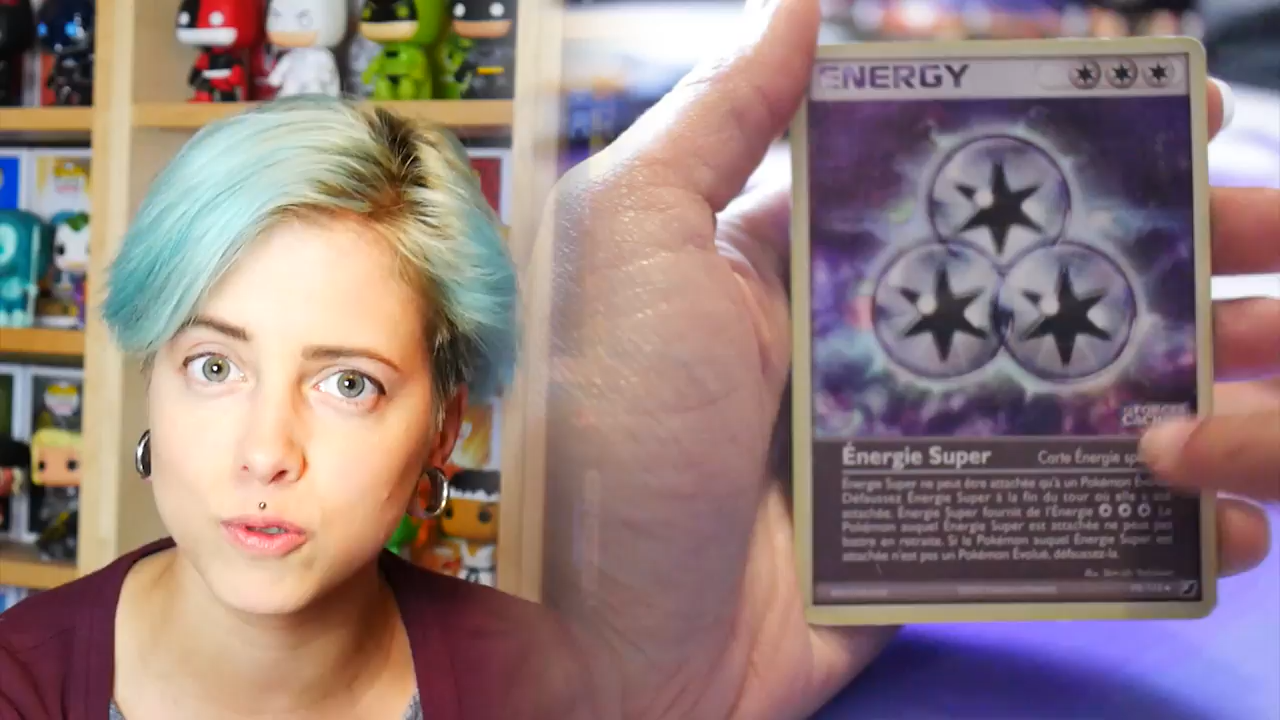 ENERGY
FORCES
Énergie Super
Carte Énergie
Énergie Super ne peut être attachée qu'à un Pokémon
Défaussez Énergie Super à la fin du tour où elle
attachée. Énergie Super fournit de l'Énergie
Pokémon auquel Énergie Super est attachée ne peut pas
battre en retraite. Si le Pokémon auquel Énergie Super est
attachée n'est pas un Pokémon Évolué, défaussez-la.